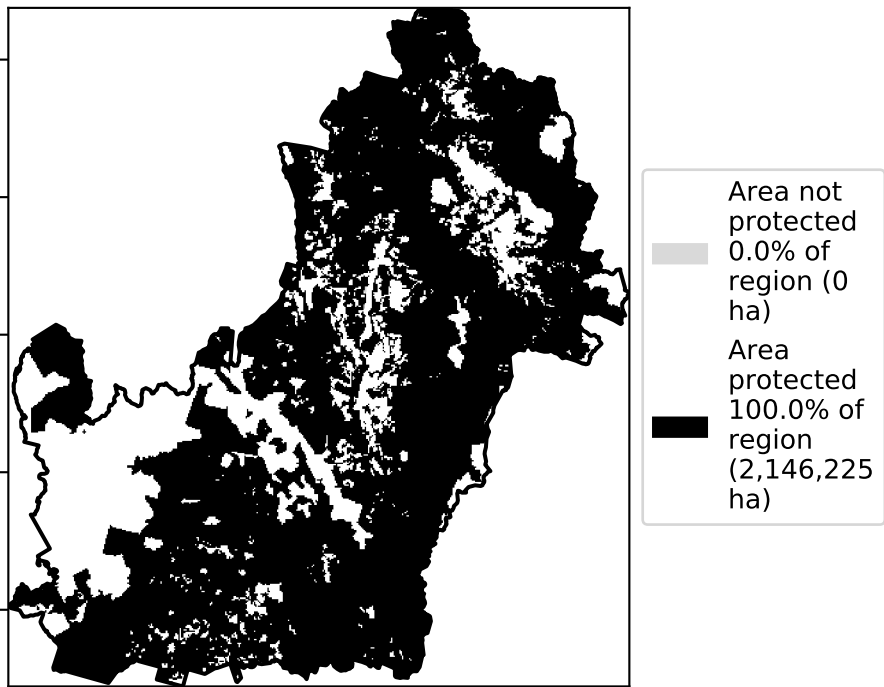 Area not
protected
0.0% of
region (0
ha)
Area
protected
100.0% of
region
(2,146,225
ha)